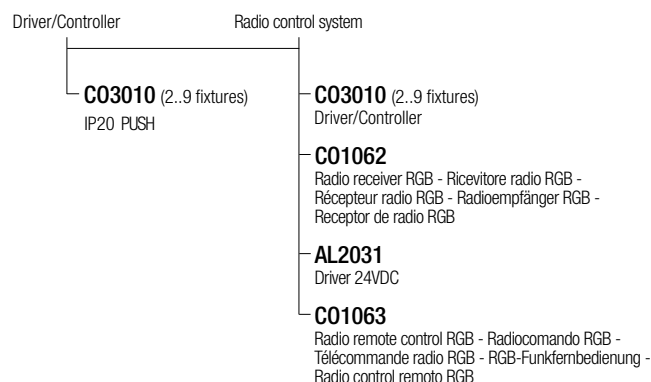 Driver/Controller
Radio control system
CO3010 (2..9 fixtures)
IP20 PUSH
CO3010 (2..9 fixtures)
Driver/Controller
CO1062
Radio receiver RGB - Ricevitore radio RGB -
Récepteur radio RGB - Radioempfänger RGB -
Receptor de radio RGB
AL2031
Driver 24VDC
CO1063
Radio remote control RGB - Radiocomando RGB -
Télécommande radio RGB - RGB-Funkfernbedienung -
Radio control remoto RGB